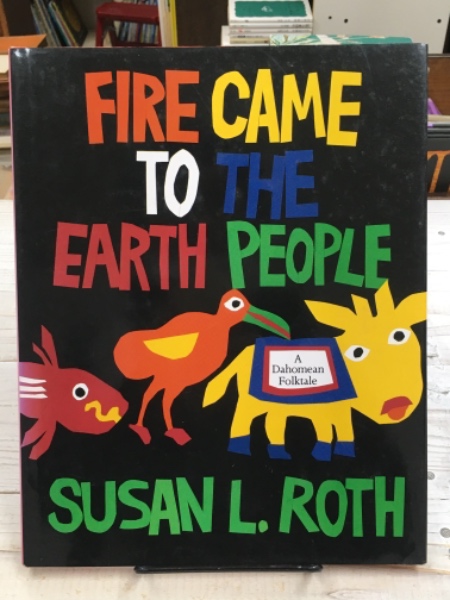 FIRE CAME
TO THE
EARTH PEOPLE
A
Dahomean
Folktale
SUSAN L. ROTH